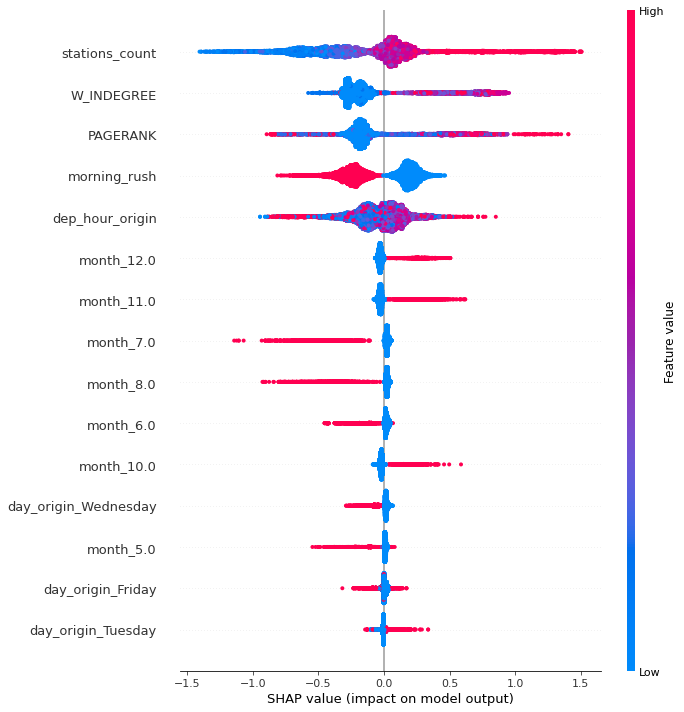 High
stations_count
W_INDEGREE
PAGERANK
morning_rush
dep_hour_origin
month_12.0
month_11.0
month_7.0
month_8.0
month_6.0
month_10.0
day_origin_Wednesday
month_5.0
day_origin_Friday
day_origin_Tuesday
Feature value
Low
−1.5 −1.0 −0.5 0.0 0.5 1.0 1.5
SHAP value (impact on model output)